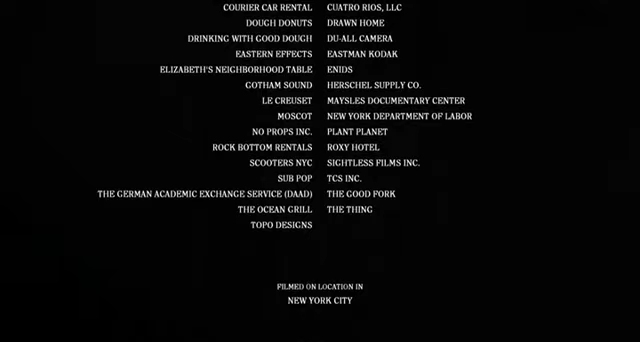 COURIER CAR RENTAL CUATRO RIOS, LLC
DOUGH DONUTS DRAWN HOME
DRINKING WITH GOOD DOUGH DU-ALL CAMERA
EASTERN EFFECTS EASTMAN KODAK
ELIZABETH'S NEIGHBORHOOD TABLE ENIDS
GOTHAM SOUND HERSCHEL SUPPLY CO.
LE CREUSET MAYSLES DOCUMENTARY CENTER
MOSCOT NEW YORK DEPARTMENT OF LABOR
NO PROPS INC. PLANT PLANET
ROCK BOTTOM RENTALS ROXY HOTEL
SCOOTERS NYC SIGHTLESS FILMS INC.
SUB POP TCS INC.
THE GERMAN ACADEMIC EXCHANGE SERVICE (DAAD) THE GOOD FORK
THE OCEAN GRILL THE THING
TOPO DESIGNS
FILMED ON LOCATION IN
NEW YORK CITY